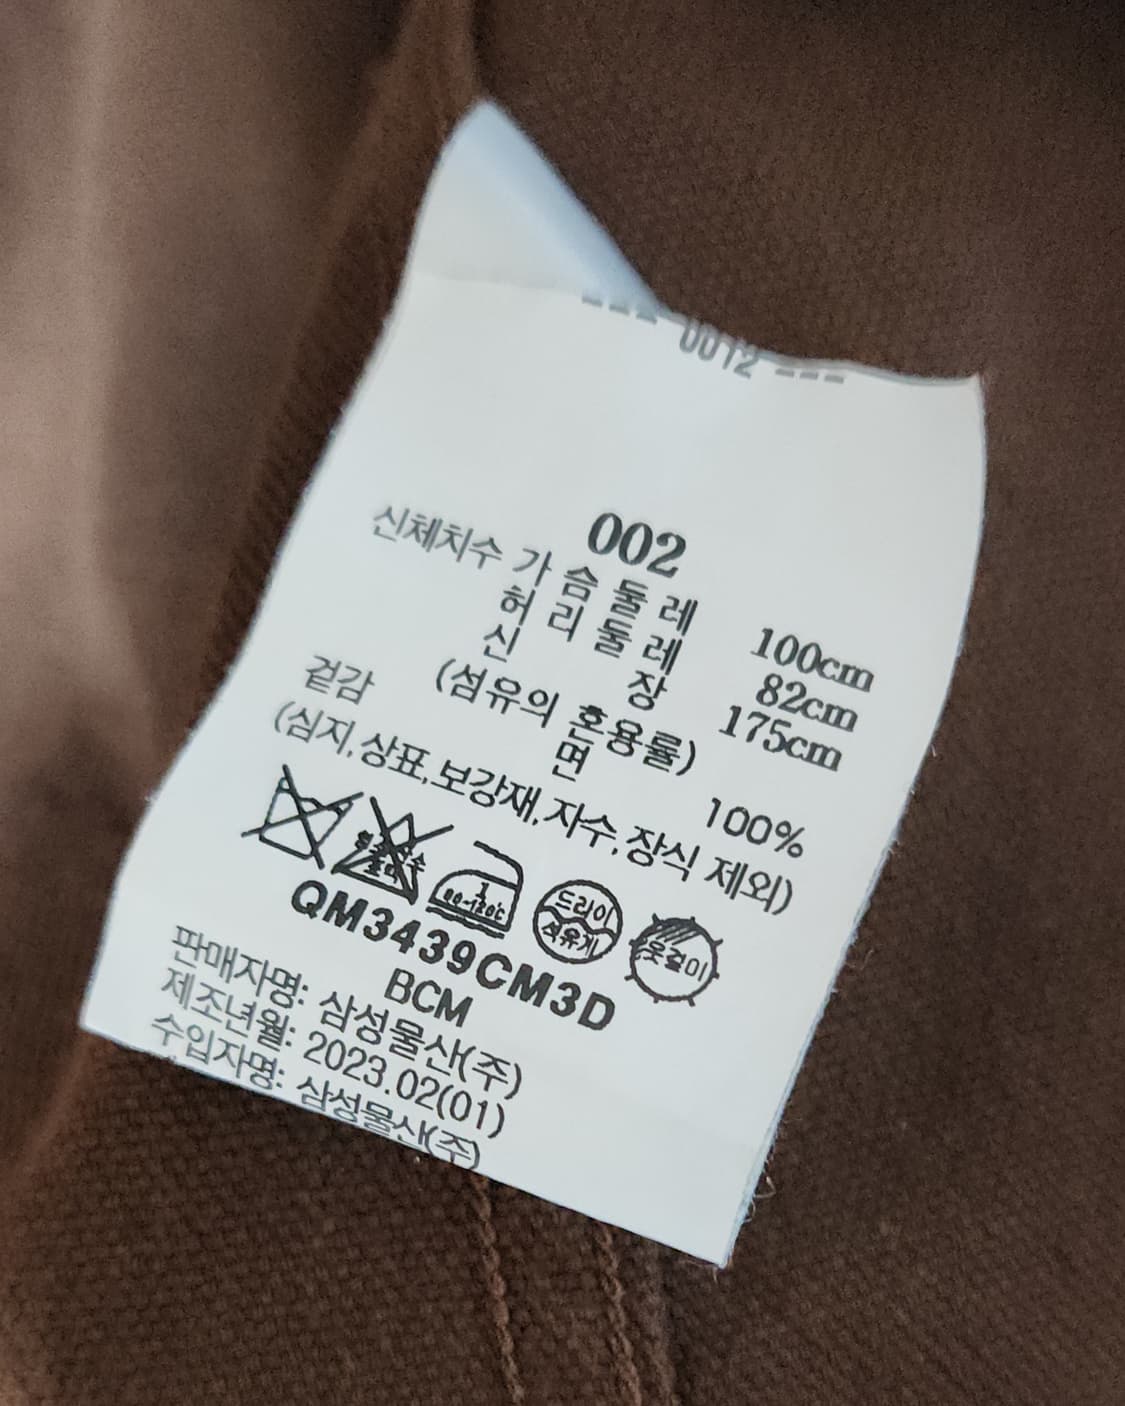 --- 0012 ---
002
신체치수 가슴둘레 100cm
허리둘레 82cm
신장 175cm
(섬유의 혼용률)
겉감 면 100%
(심지,상표,보강재,자수,장식 제외)
드라이
석유계
옷걸이
QM3439CM3D
BCM
판매자명: 삼성물산(주)
제조년월: 2023.02(01)
수입자명: 삼성물산(주)